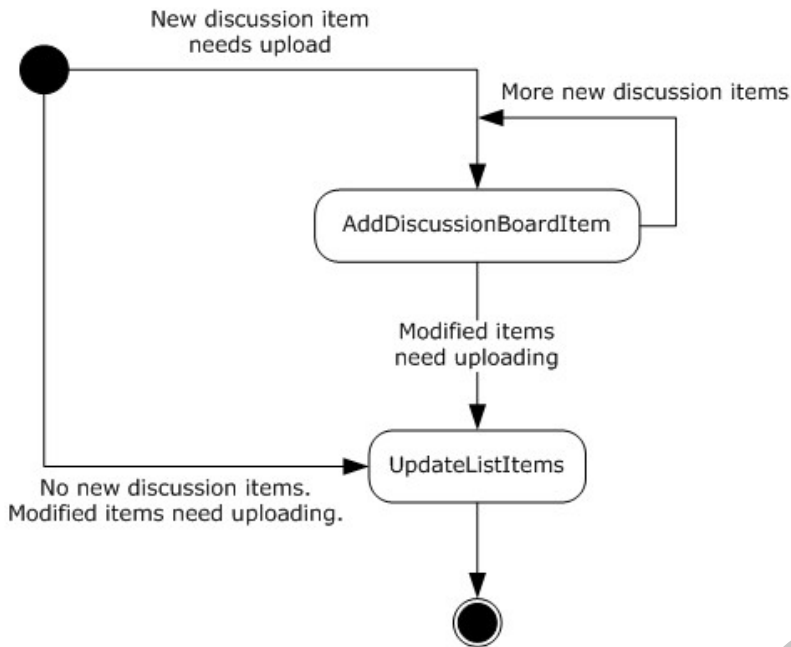 New discussion item
needs upload
More new discussion items
AddDiscussionBoardItem
Modified items
need uploading
UpdateListItems
No new discussion items.
Modified items need uploading.